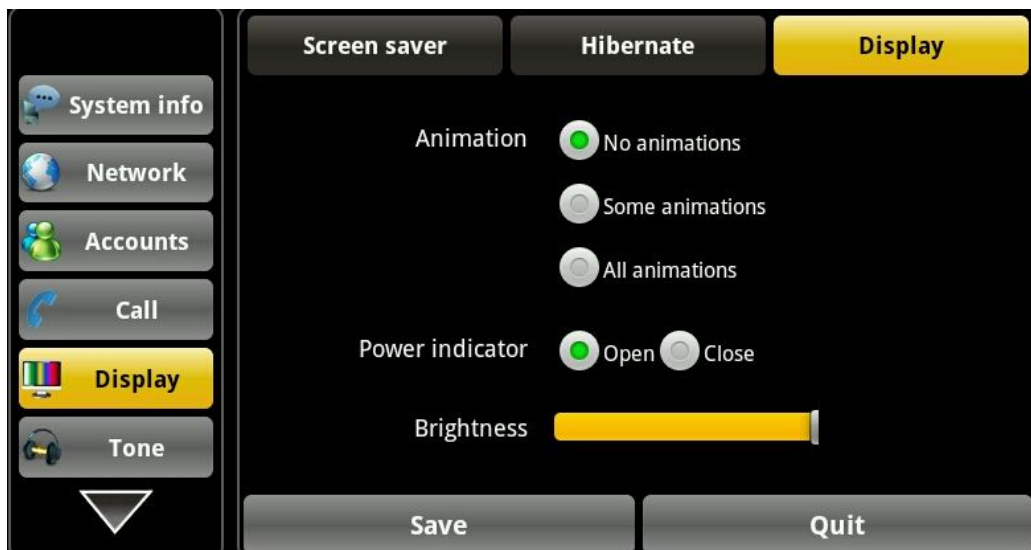 Screen saver Hibernate Display
System info
Network
Accounts
Call
Display
Tone
Animation No animations
Some animations
All animations
Power indicator Open Close
Brightness
Save Quit